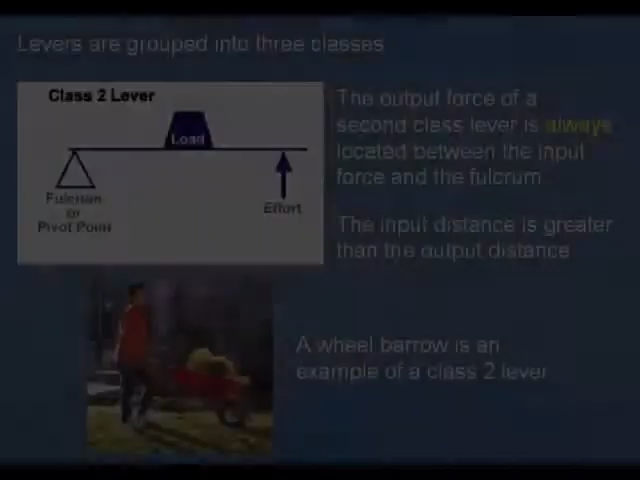 Levers are grouped into three classes
Class 2 Lever
Load
Fulcrum
or
Pivot Point
Effort
The output force of a
second class lever is always
located between the input
force and the fulcrum
The input distance is greater
than the output distance
A wheel barrow is an
example of a class 2 lever